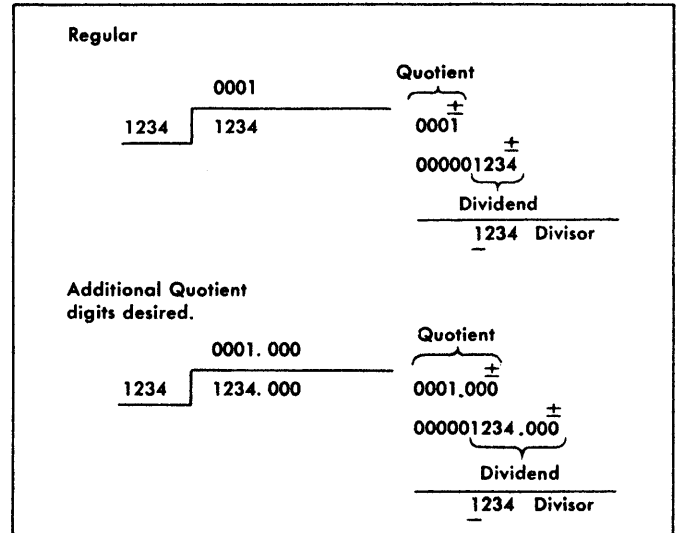 Regular
Quotient
0001
±
1234 1234 0001
±
000001234
Dividend
1234 Divisor
Additional Quotient
digits desired.
Quotient
0001. 000
±
1234 1234. 000 0001.000
±
000001234.000
Dividend
1234 Divisor